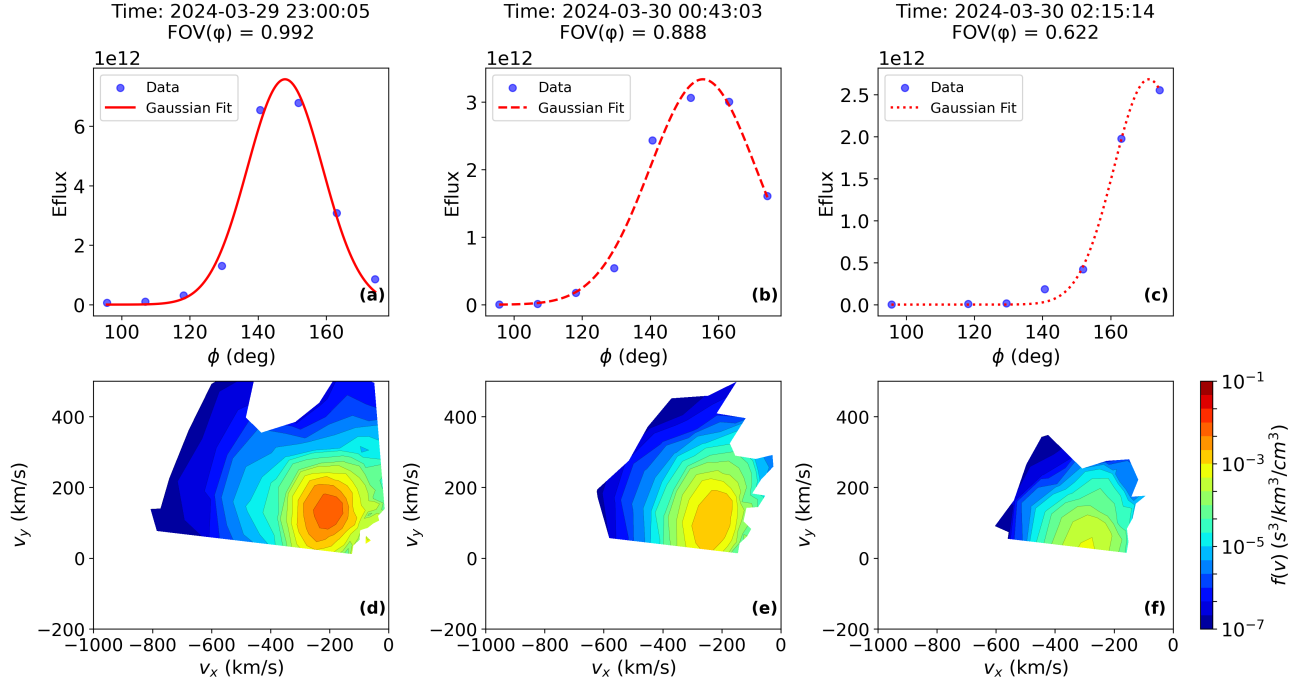 Time: 2024-03-29 23:00:05
FOV(φ) = 0.992
Time: 2024-03-30 00:43:03
FOV(φ) = 0.888
Time: 2024-03-30 02:15:14
FOV(φ) = 0.622
1e12
Data
Gaussian Fit
6
4
2
0
Eflux
(a)
100 120 140 160
ϕ (deg)
1e12
Data
Gaussian Fit
3
2
1
0
Eflux
(b)
100 120 140 160
ϕ (deg)
1e12
Data
Gaussian Fit
2.5
2.0
1.5
1.0
0.5
0.0
Eflux
(c)
100 120 140 160
ϕ (deg)
400
200
0
−200
v_y (km/s)
(d)
−1000 −800 −600 −400 −200 0
v_x (km/s)
400
200
0
−200
v_y (km/s)
(e)
−1000 −800 −600 −400 −200 0
v_x (km/s)
400
200
0
−200
v_y (km/s)
(f)
−1000 −800 −600 −400 −200 0
v_x (km/s)
10^−1
10^−3
10^−5
10^−7
f(v) (s^3/km^3/cm^3)